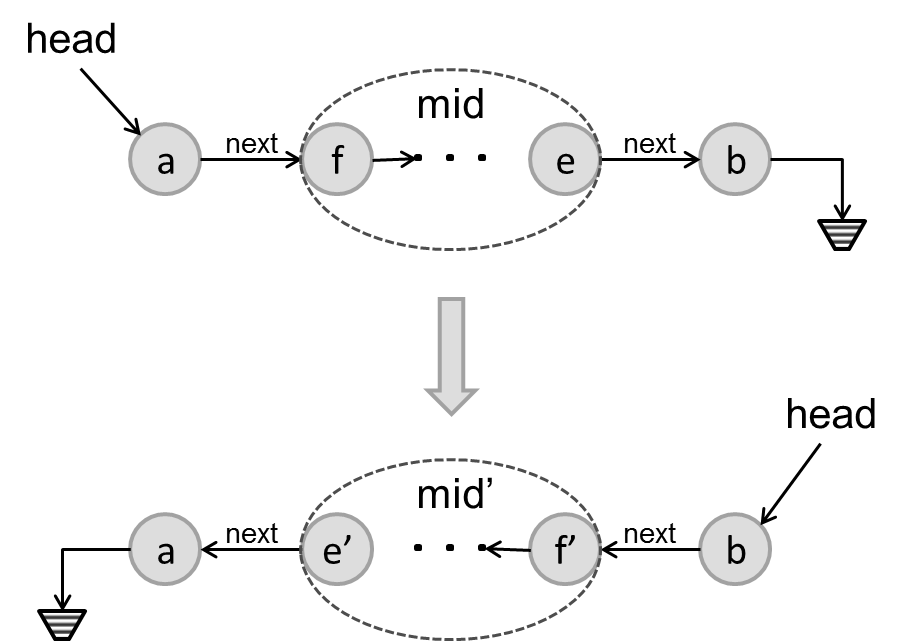 head
mid
a next f · · · e next b
head
mid’
a next e’ · · · f’ next b